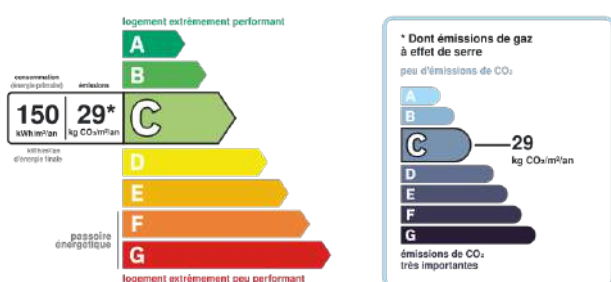 logement extrêmement performant
A
B
consommation
(énergie primaire)
émissions
150
kWh/m²/an
29*
kg CO₂/m²/an
C
d'énergie finale
D
E
F
G
passoire
énergétique
logement extrêmement peu performant
* Dont émissions de gaz
à effet de serre
peu d'émissions de CO₂
A
B
C
29
kg CO₂/m²/an
D
E
F
G
émissions de CO₂
très importantes